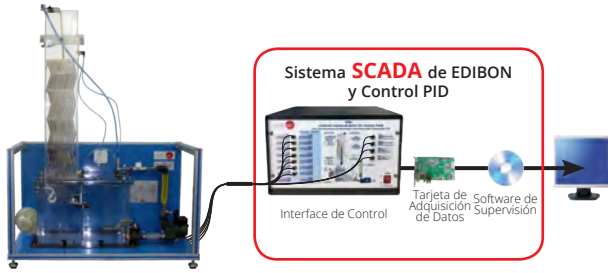 Sistema SCADA de EDIBON
y Control PID
Interface de Control
Tarjeta de
Adquisición
de Datos
Software de
Supervisión